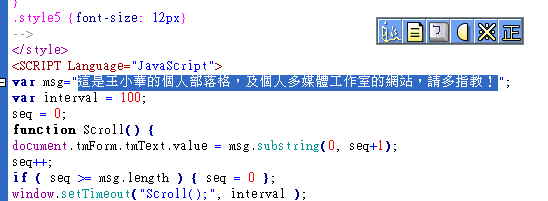 }
.style5 {font-size: 12px}
-->
</style>
<SCRIPT Language="JavaScript">
var msg="這是王小華的個人部落格，及個人多媒體工作室的網站，請多指教！";
var interval = 100;
seq = 0;
function Scroll() {
document.tmForm.tmText.value = msg.substring(0, seq+1);
seq++;
if ( seq >= msg.length ) { seq = 0 };
window.setTimeout("Scroll();", interval );
正